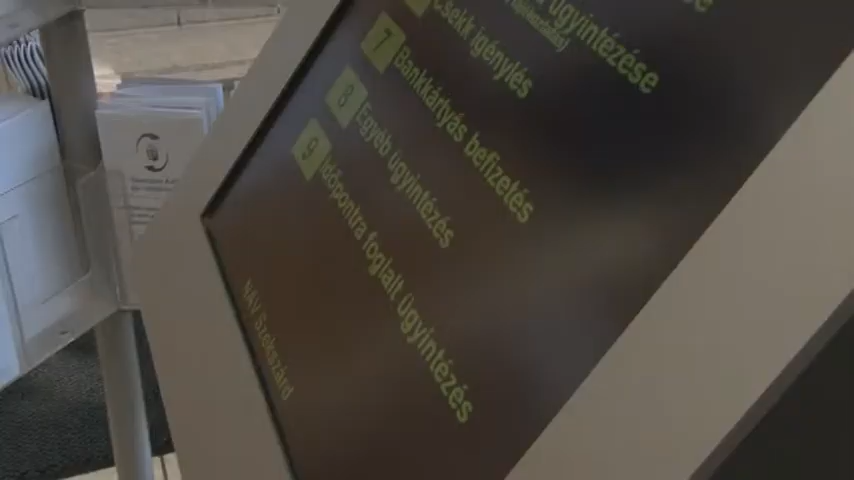 ügyintézése
Csekk igénylés
7 Bankkártyás befizetés
8 Egyéb ügyintézés
9 Időpontra foglalt ügyintézés
NAV Szekszárd